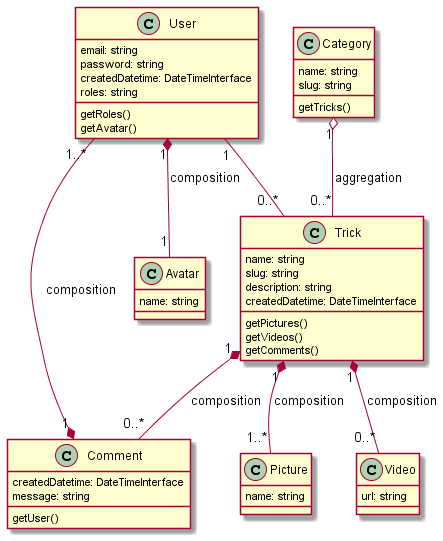 C User
email: string
password: string
createdDatetime: DateTimeInterface
roles: string
getRoles()
getAvatar()
C Category
name: string
slug: string
getTricks()
1..*
1
composition
1
1
0..*
1
aggregation
0..*
C Trick
name: string
slug: string
description: string
createdDatetime: DateTimeInterface
getPictures()
getVideos()
getComments()
C Avatar
name: string
composition
1
composition
0..*
1
composition
1..*
1
composition
0..*
1
C Comment
createdDatetime: DateTimeInterface
message: string
getUser()
C Picture
name: string
C Video
url: string